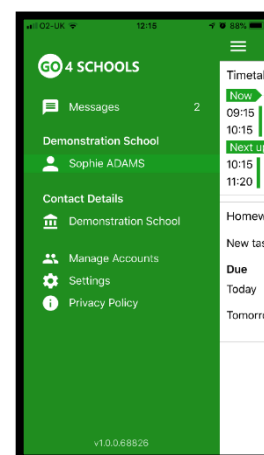 O2-UK 12:15 88%
GO 4 SCHOOLS
Messages 2
Demonstration School
Sophie ADAMS
Contact Details
Demonstration School
Manage Accounts
Settings
Privacy Policy
v1.0.0.68826
Timetal
Now
09:15
10:15
Next up
10:15
11:20
Homew
New tas
Due
Today
Tomorro